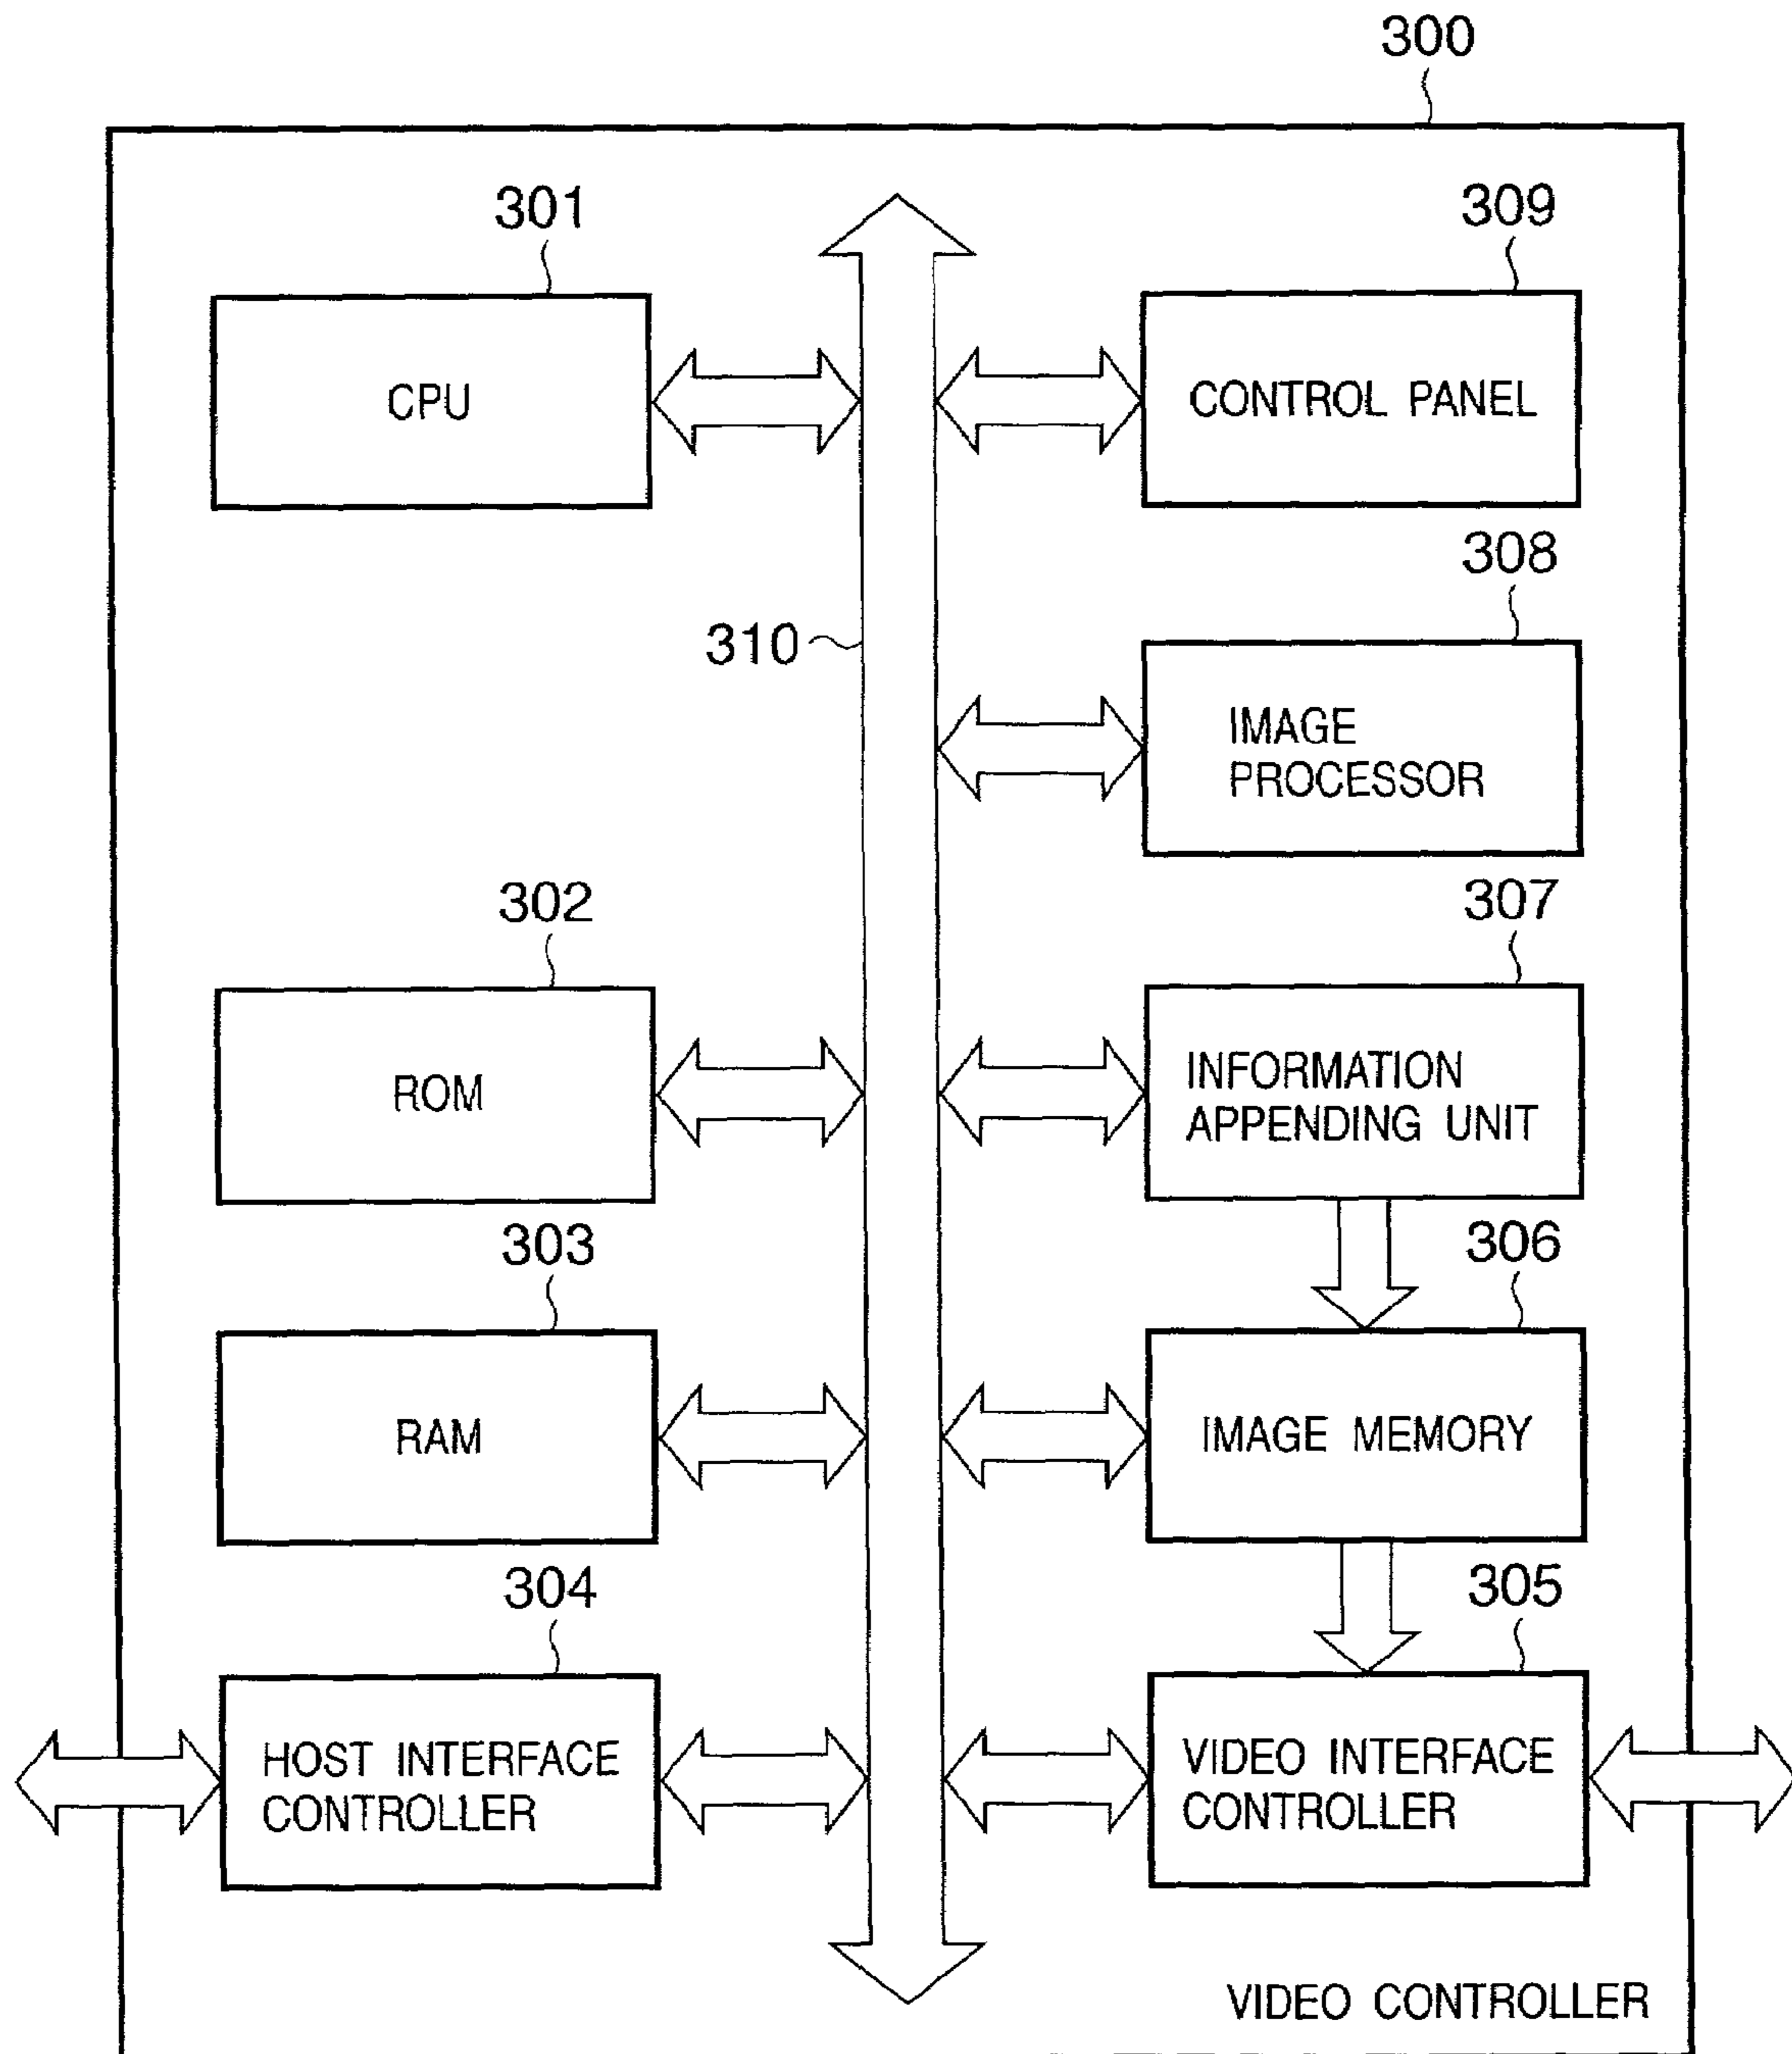 300
301
309
CPU
CONTROL PANEL
308
310
IMAGE
PROCESSOR
302
307
ROM
INFORMATION
APPENDING UNIT
303
306
RAM
IMAGE MEMORY
304
305
HOST INTERFACE
CONTROLLER
VIDEO INTERFACE
CONTROLLER
VIDEO CONTROLLER